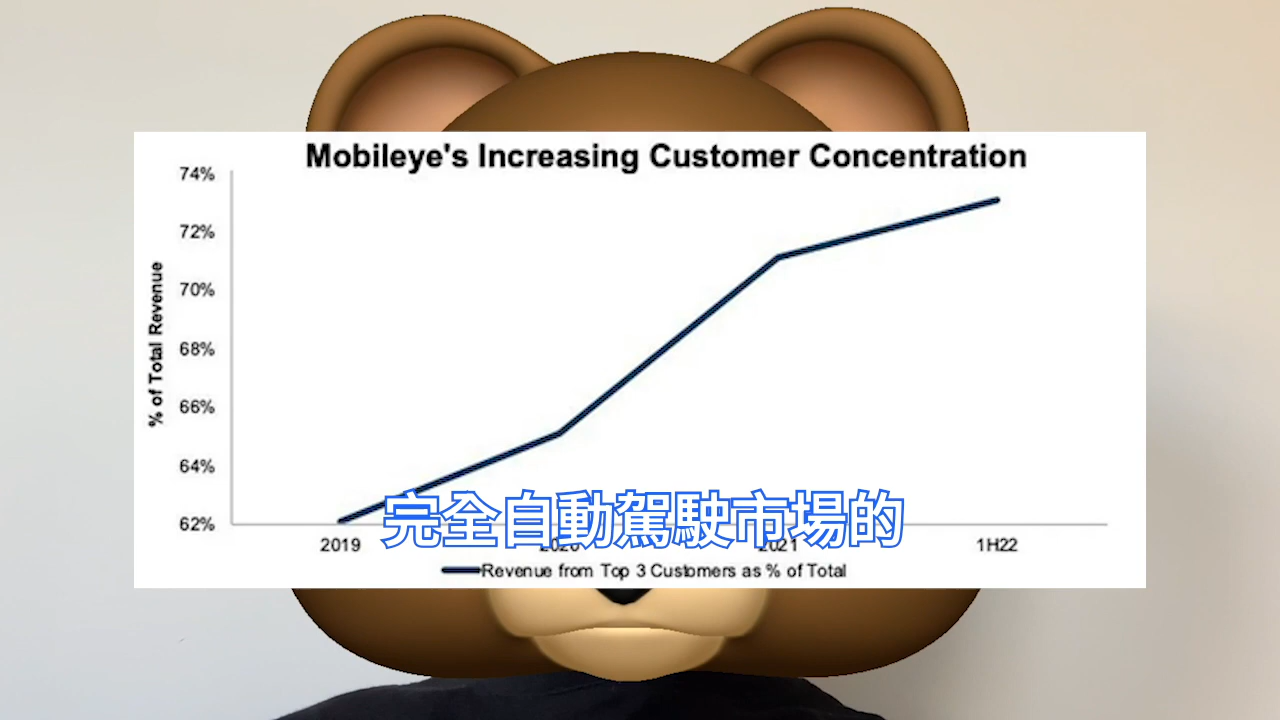 Mobileye's Increasing Customer Concentration
74%
72%
70%
68%
66%
64%
62%
% of Total Revenue
完全自動駕駛市場的
2019
2020
2021
1H22
Revenue from Top 3 Customers as % of Total